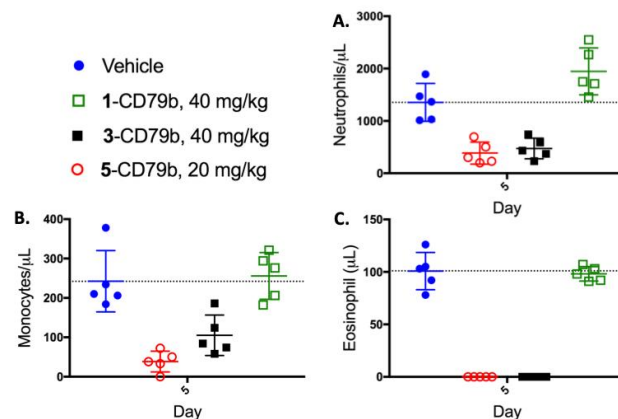 Vehicle
1-CD79b, 40 mg/kg
3-CD79b, 40 mg/kg
5-CD79b, 20 mg/kg
A.
Neutrophils/μL
3000
2000
1000
0
5
Day
B.
Monocytes/μL
400
300
200
100
0
5
Day
C.
Eosinophil (μL)
150
100
50
0
5
Day